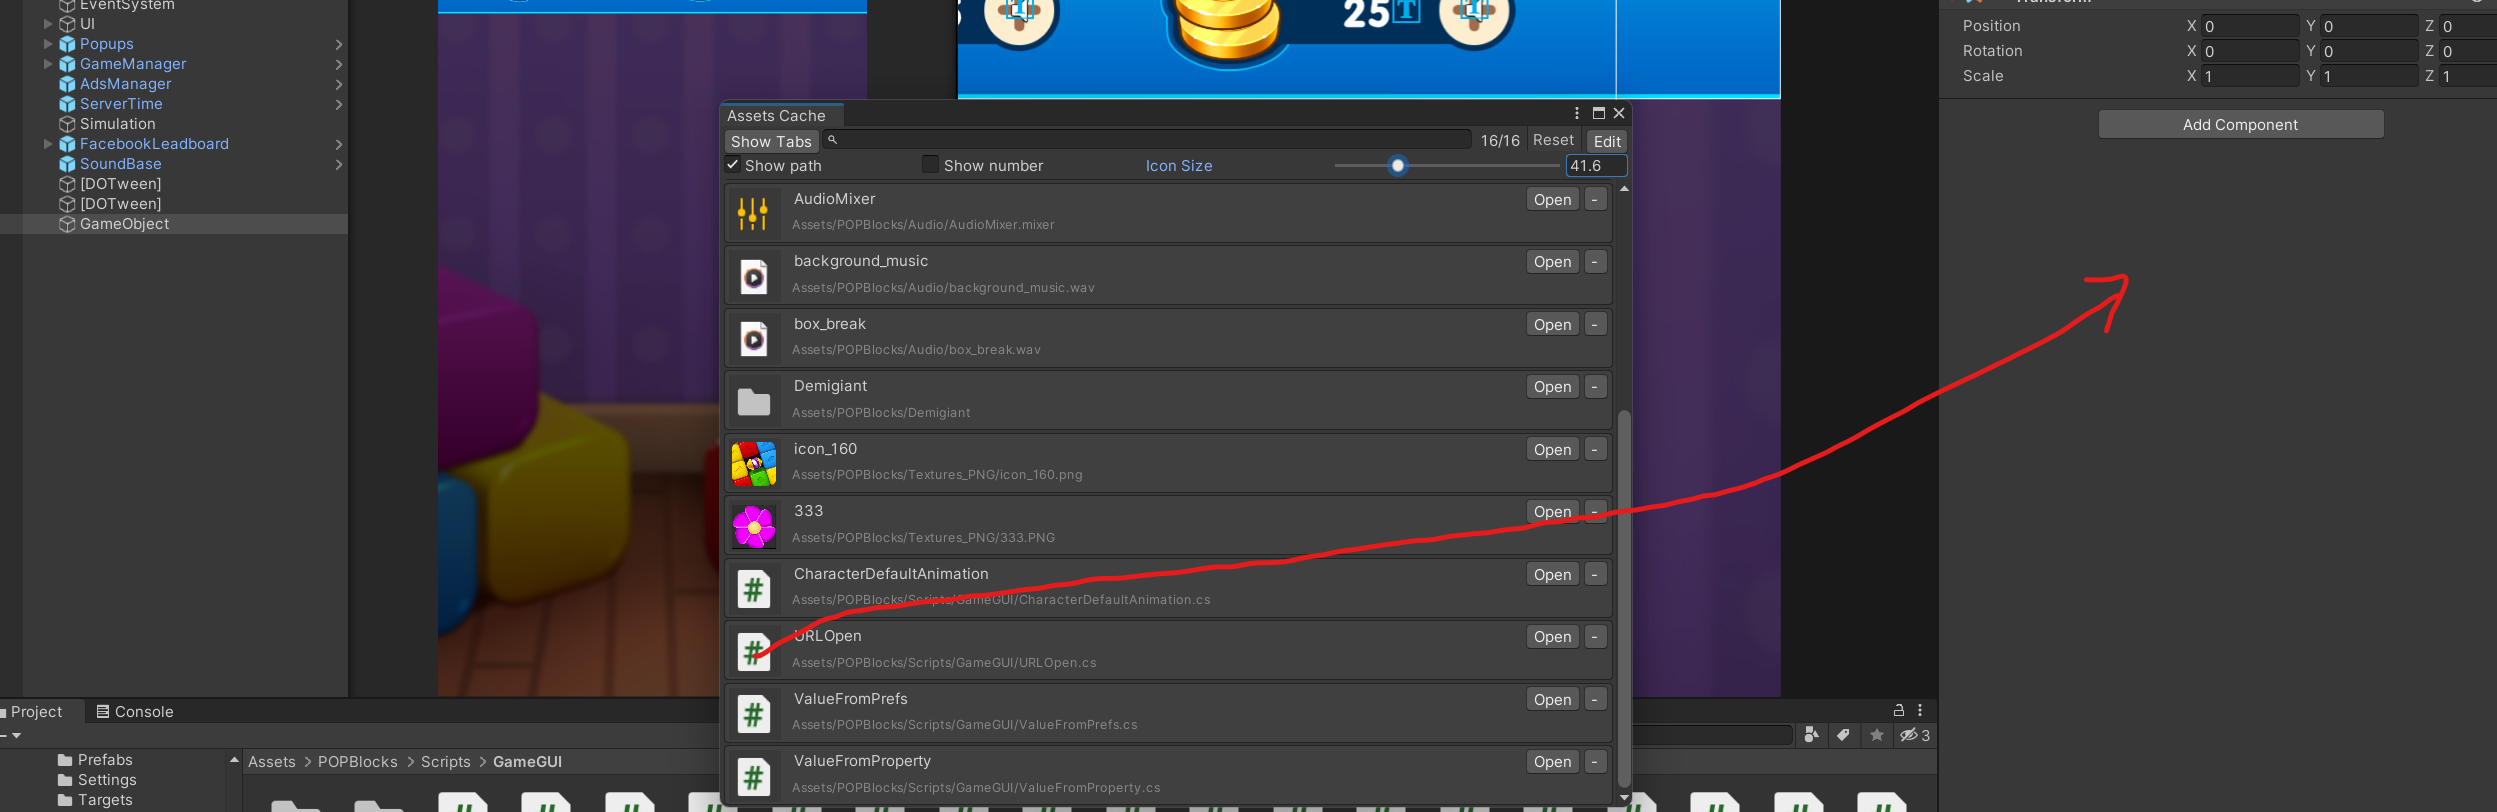 EventSystem
UI
Popups
GameManager
AdsManager
ServerTime
Simulation
FacebookLeadboard
SoundBase
[DOTween]
[DOTween]
GameObject
25
Position X 0 Y 0 Z 0
Rotation X 0 Y 0 Z 0
Scale X 1 Y 1 Z 1
Add Component
Assets Cache
Show Tabs 16/16 Reset Edit
Show path Show number Icon Size 41.6
AudioMixer Open -
Assets/POPBlocks/Audio/AudioMixer.mixer
background_music Open -
Assets/POPBlocks/Audio/background_music.wav
box_break Open -
Assets/POPBlocks/Audio/box_break.wav
Demigiant Open -
Assets/POPBlocks/Demigiant
icon_160 Open -
Assets/POPBlocks/Textures_PNG/icon_160.png
333 Open -
Assets/POPBlocks/Textures_PNG/333.PNG
CharacterDefaultAnimation Open -
Assets/POPBlocks/Scripts/GameGUI/CharacterDefaultAnimation.cs
URLOpen Open -
Assets/POPBlocks/Scripts/GameGUI/URLOpen.cs
ValueFromPrefs Open -
Assets/POPBlocks/Scripts/GameGUI/ValueFromPrefs.cs
ValueFromProperty Open -
Assets/POPBlocks/Scripts/GameGUI/ValueFromProperty.cs
Project Console
3
Prefabs
Settings
Targets
Assets > POPBlocks > Scripts > GameGUI